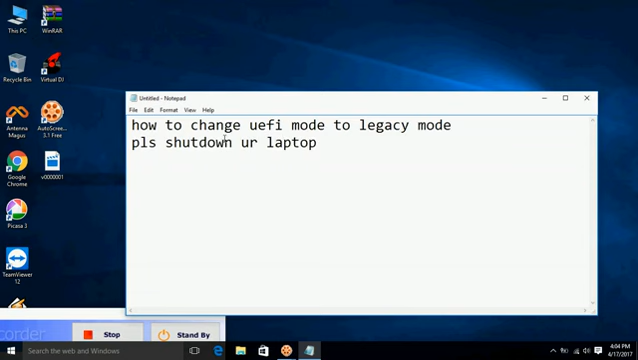 This PC
WinRAR
Recycle Bin
Virtual DJ
Antenna
Magus
AutoScreen
3.1 Free
Google
Chrome
v0000001
Picasa 3
TeamViewer
12
Untitled - Notepad
File Edit Format View Help
how to change uefi mode to legacy mode
pls shutdown ur laptop
corder
Stop
Stand By
Search the web and Windows
4:04 PM
4/17/2017